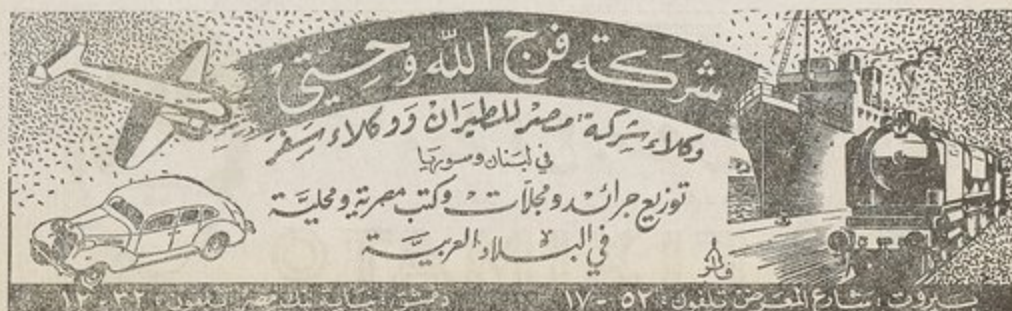 شركة فرج الله وحتي
وكلاء شركة مصر للطيران ووكلاء سفر
في لبنان وسوريا
توزيع جرائد ومجلات وكتب مصرية ومحلية
في البلاد العربية
بيروت : شارع المعرض تلفون : ٥٢ - ١٧ دمشق : بناية بنك مصر تلفون : ٣٢ - ١٢